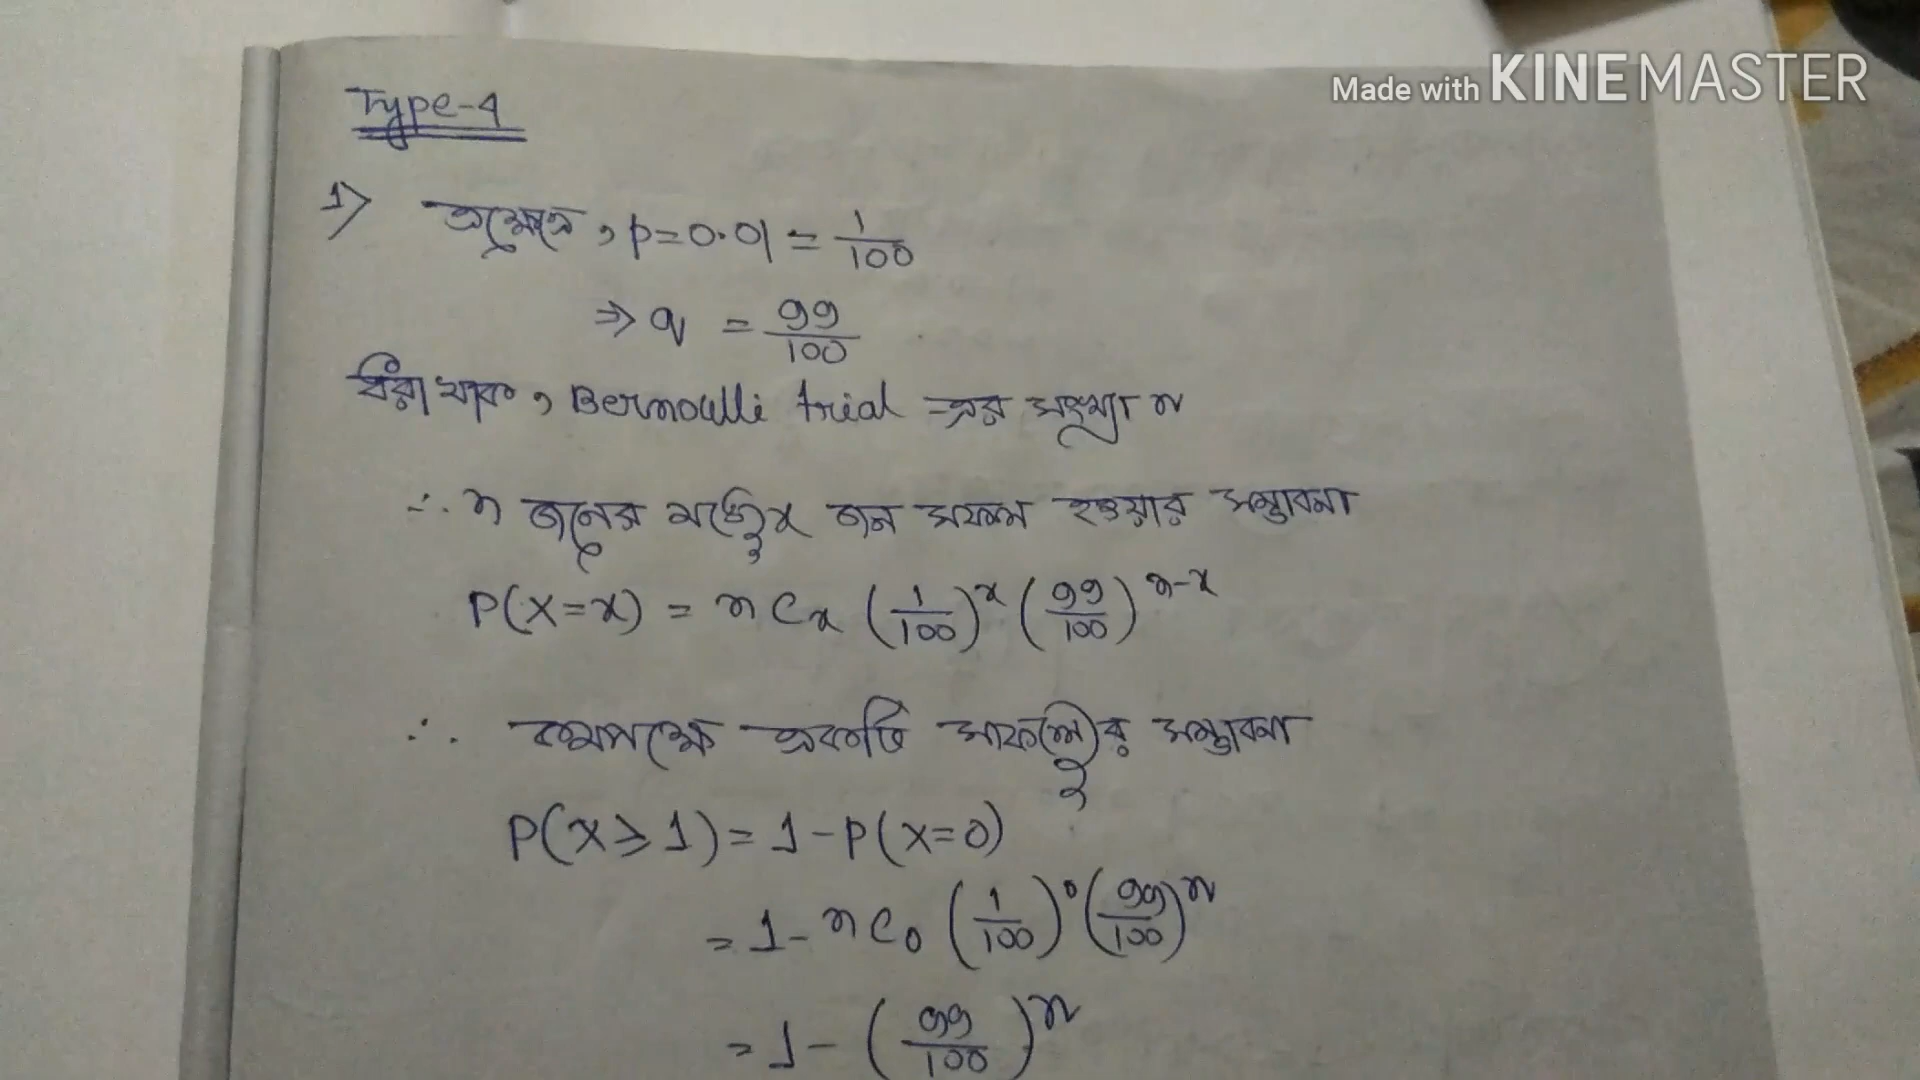 Made with KINEMASTER
Type-4
1> এক্ষেত্রে, p=0.01 = 1/100
⇒ q = 99/100
ধরা যাক, Bernoulli trial -এর সংখ্যা n
∴ n জনের মধ্যে x জন সফল হওয়ার সম্ভাবনা
P(X=x) = nCx (1/100)^x (99/100)^n-x
∴ কমপক্ষে একটি সাফল্যের সম্ভাবনা
P(X≥1) = 1-P(X=0)
= 1- nC0 (1/100)^0 (99/100)^n
= 1- (99/100)^n